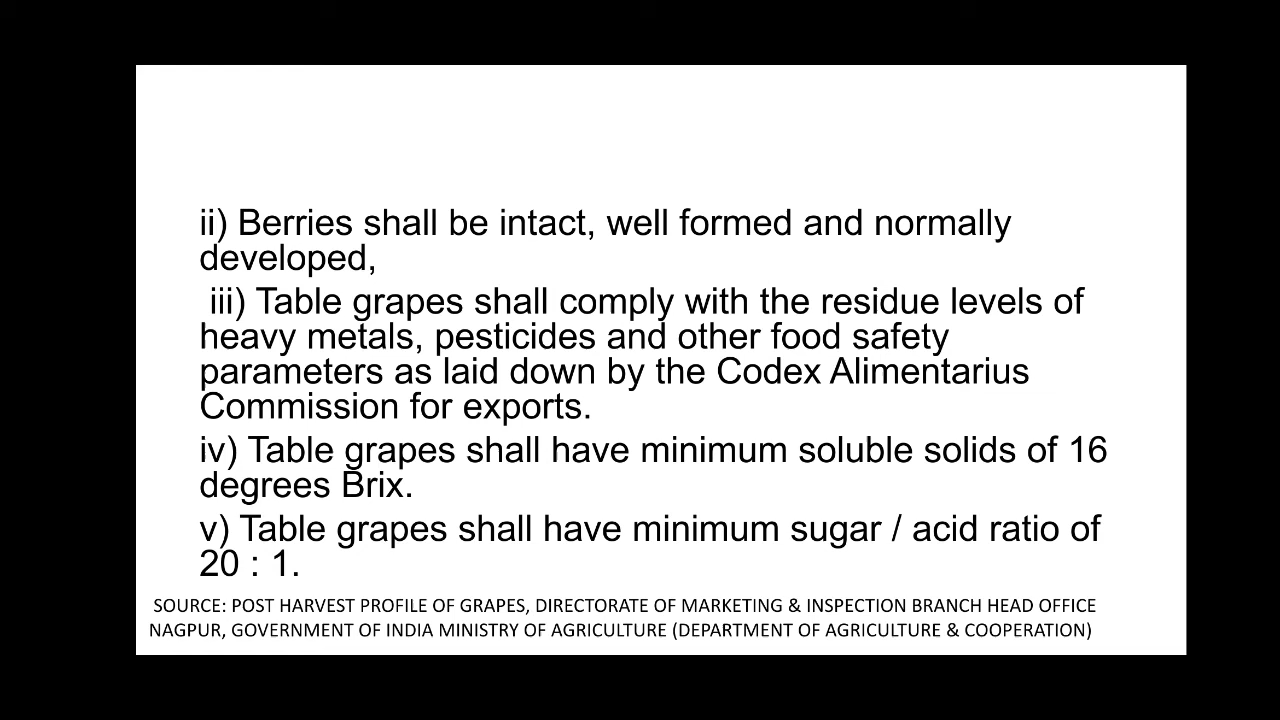 ii) Berries shall be intact, well formed and normally
developed,
iii) Table grapes shall comply with the residue levels of
heavy metals, pesticides and other food safety
parameters as laid down by the Codex Alimentarius
Commission for exports.
iv) Table grapes shall have minimum soluble solids of 16
degrees Brix.
v) Table grapes shall have minimum sugar / acid ratio of
20 : 1.
SOURCE: POST HARVEST PROFILE OF GRAPES, DIRECTORATE OF MARKETING & INSPECTION BRANCH HEAD OFFICE
NAGPUR, GOVERNMENT OF INDIA MINISTRY OF AGRICULTURE (DEPARTMENT OF AGRICULTURE & COOPERATION)